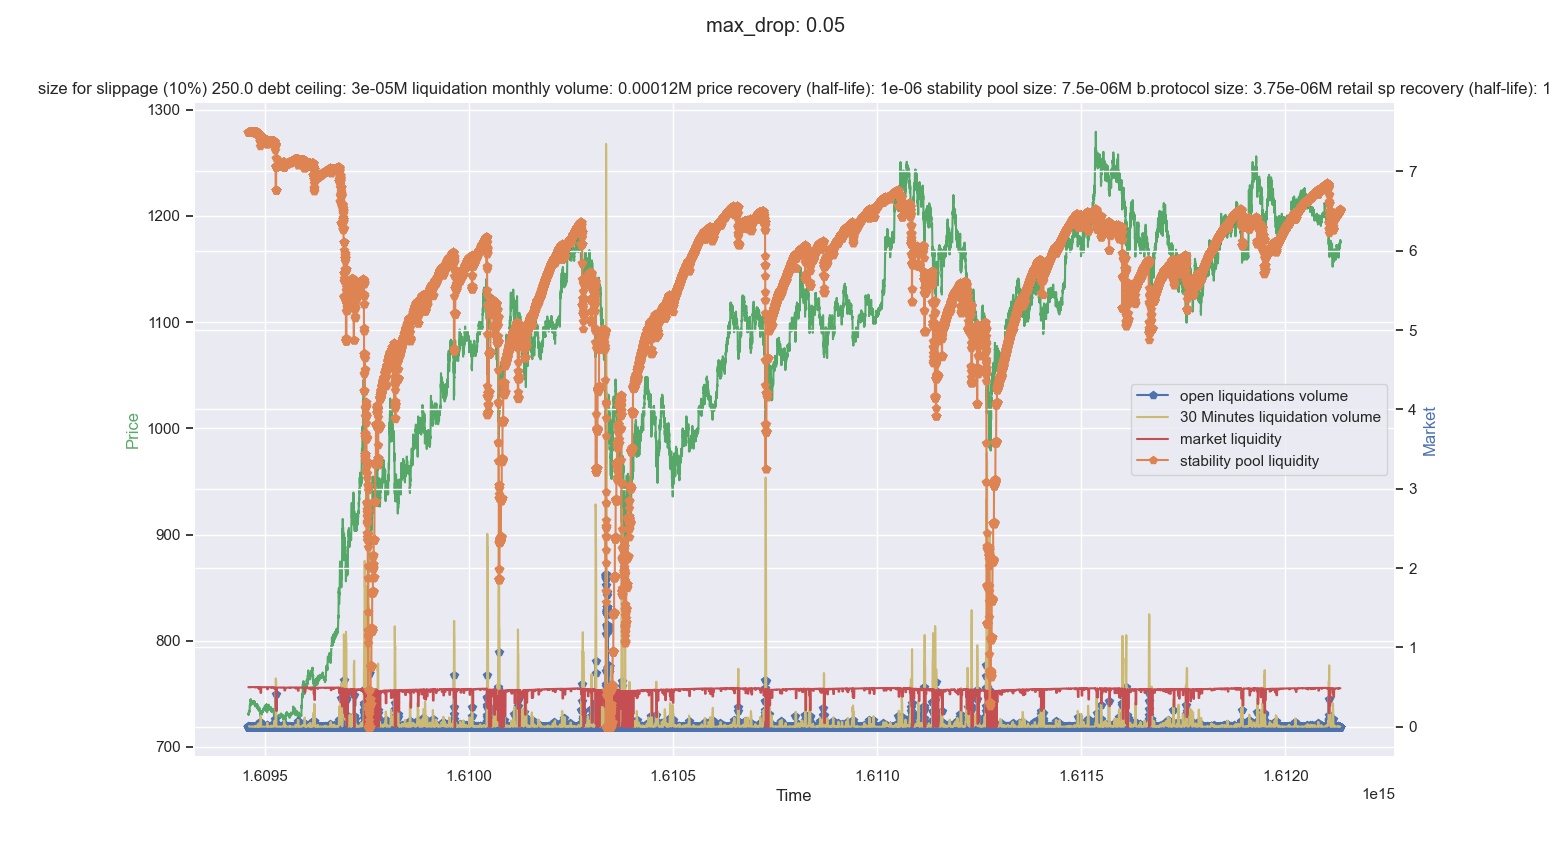 max_drop: 0.05
size for slippage (10%) 250.0 debt ceiling: 3e-05M liquidation monthly volume: 0.00012M price recovery (half-life): 1e-06 stability pool size: 7.5e-06M b.protocol size: 3.75e-06M retail sp recovery (half-life): 1
1300
1200
1100
1000
900
800
700
Price
7
6
5
4
3
2
1
0
Market
open liquidations volume
30 Minutes liquidation volume
market liquidity
stability pool liquidity
1.6095
1.6100
1.6105
1.6110
1.6115
1.6120
1e15
Time